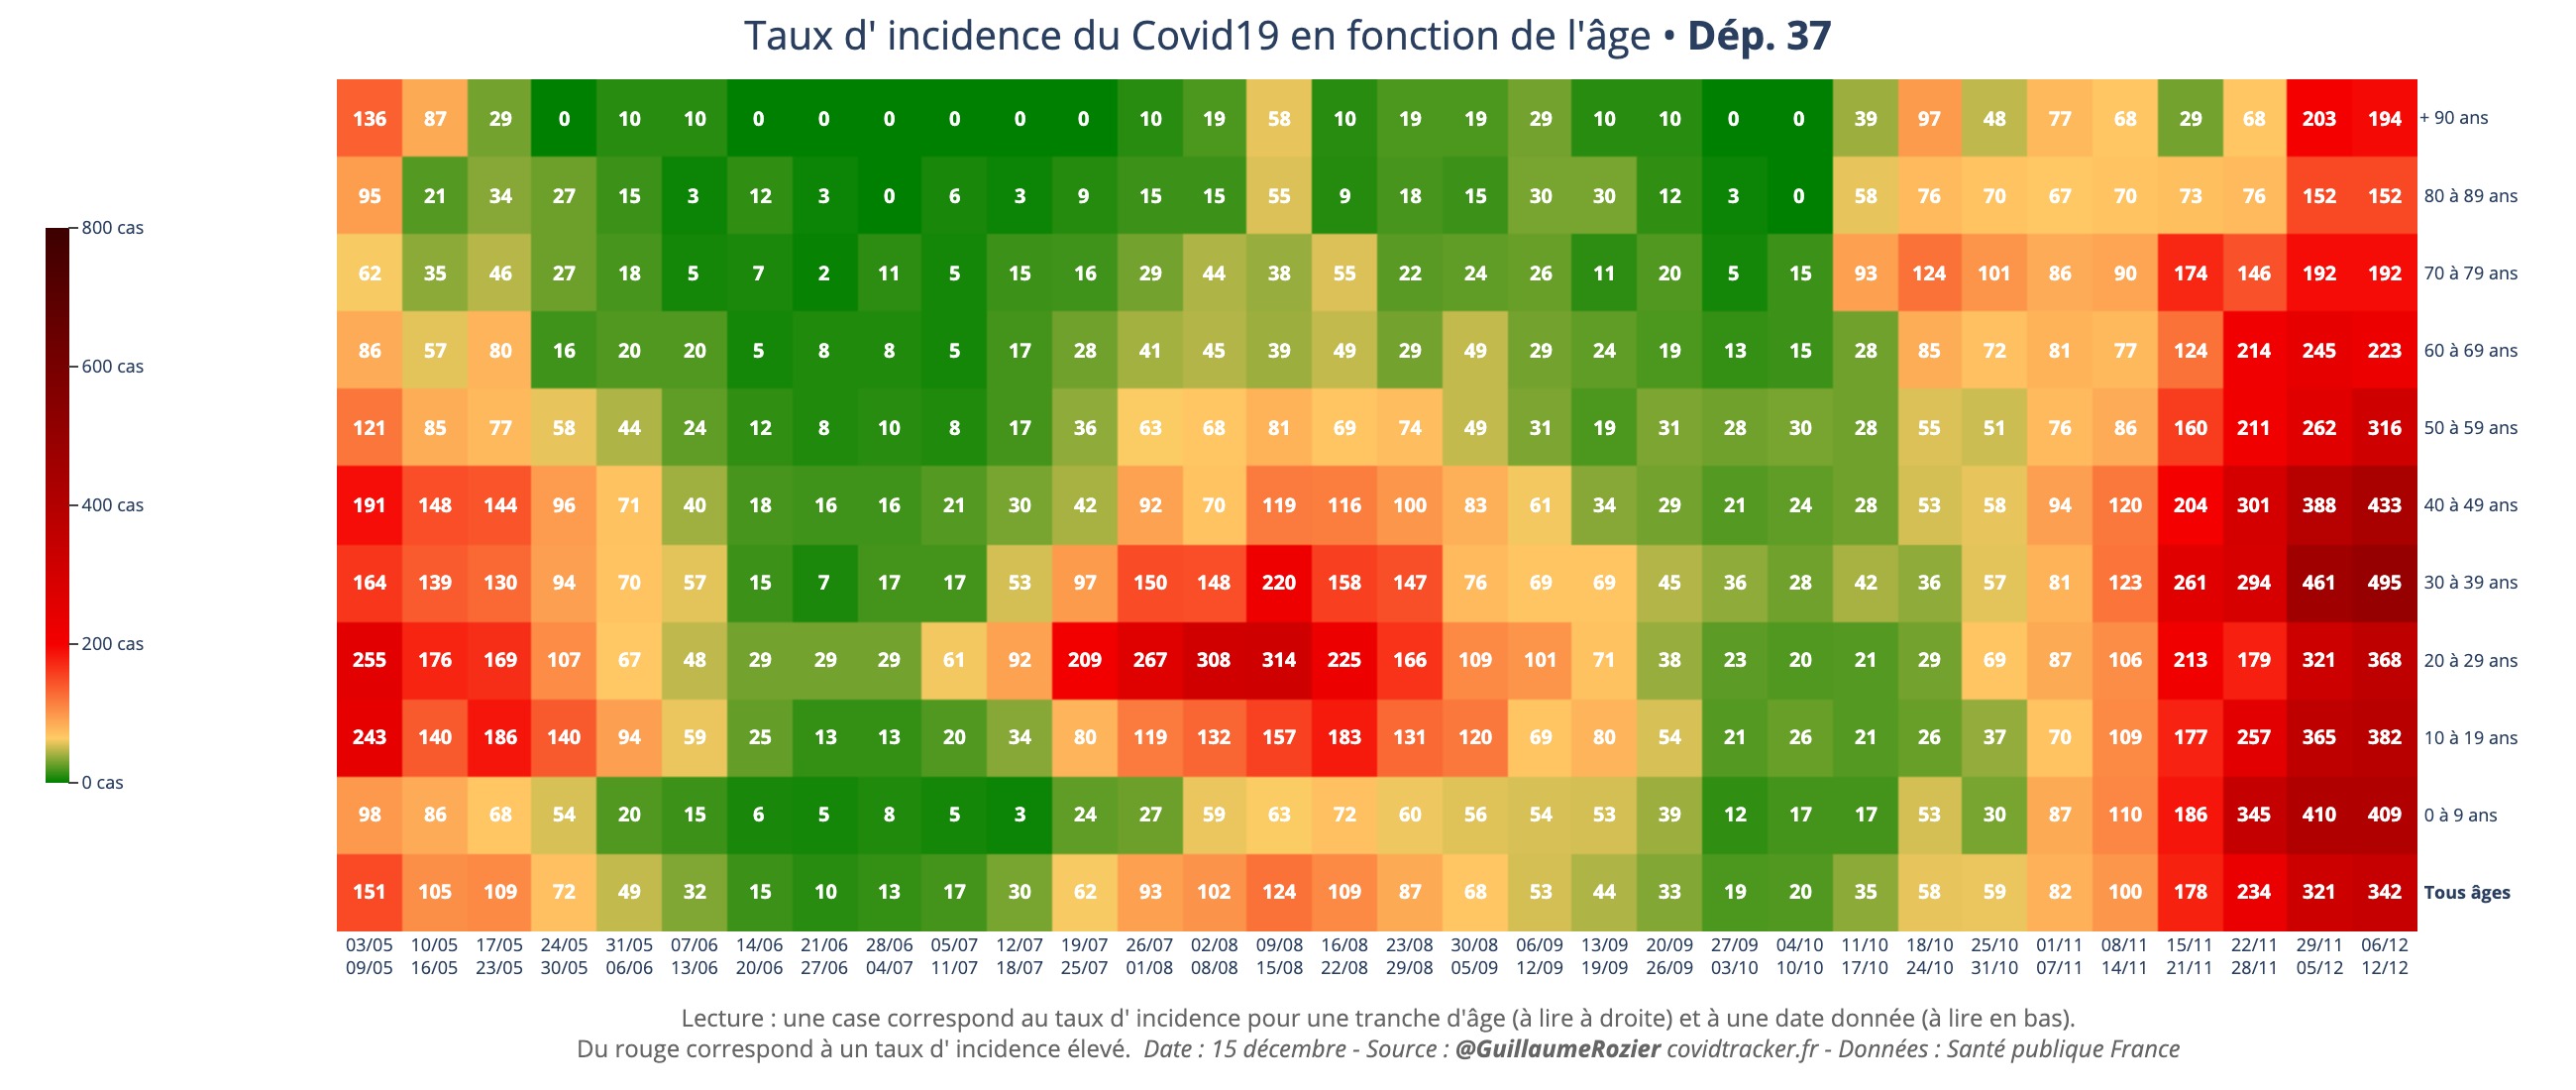 Taux d' incidence du Covid19 en fonction de l'âge • Dép. 37
136 87 29 0 10 10 0 0 0 0 0 0 10 19 58 10 19 19 29 10 10 0 0 39 97 48 77 68 29 68 203 194 + 90 ans
95 21 34 27 15 3 12 3 0 6 3 9 15 15 55 9 18 15 30 30 12 3 0 58 76 70 67 70 73 76 152 152 80 à 89 ans
800 cas
62 35 46 27 18 5 7 2 11 5 15 16 29 44 38 55 22 24 26 11 20 5 15 93 124 101 86 90 174 146 192 192 70 à 79 ans
86 57 80 16 20 20 5 8 8 5 17 28 41 45 39 49 29 49 29 24 19 13 15 28 85 72 81 77 124 214 245 223 60 à 69 ans
600 cas
121 85 77 58 44 24 12 8 10 8 17 36 63 68 81 69 74 49 31 19 31 28 30 28 55 51 76 86 160 211 262 316 50 à 59 ans
400 cas
191 148 144 96 71 40 18 16 16 21 30 42 92 70 119 116 100 83 61 34 29 21 24 28 53 58 94 120 204 301 388 433 40 à 49 ans
164 139 130 94 70 57 15 7 17 17 53 97 150 148 220 158 147 76 69 69 45 36 28 42 36 57 81 123 261 294 461 495 30 à 39 ans
200 cas
255 176 169 107 67 48 29 29 29 61 92 209 267 308 314 225 166 109 101 71 38 23 20 21 29 69 87 106 213 179 321 368 20 à 29 ans
243 140 186 140 94 59 25 13 13 20 34 80 119 132 157 183 131 120 69 80 54 21 26 21 26 37 70 109 177 257 365 382 10 à 19 ans
0 cas
98 86 68 54 20 15 6 5 8 5 3 24 27 59 63 72 60 56 54 53 39 12 17 17 53 30 87 110 186 345 410 409 0 à 9 ans
151 105 109 72 49 32 15 10 13 17 30 62 93 102 124 109 87 68 53 44 33 19 20 35 58 59 82 100 178 234 321 342 Tous âges
03/05 10/05 17/05 24/05 31/05 07/06 14/06 21/06 28/06 05/07 12/07 19/07 26/07 02/08 09/08 16/08 23/08 30/08 06/09 13/09 20/09 27/09 04/10 11/10 18/10 25/10 01/11 08/11 15/11 22/11 29/11 06/12
09/05 16/05 23/05 30/05 06/06 13/06 20/06 27/06 04/07 11/07 18/07 25/07 01/08 08/08 15/08 22/08 29/08 05/09 12/09 19/09 26/09 03/10 10/10 17/10 24/10 31/10 07/11 14/11 21/11 28/11 05/12 12/12
Lecture : une case correspond au taux d' incidence pour une tranche d'âge (à lire à droite) et à une date donnée (à lire en bas).
Du rouge correspond à un taux d' incidence élevé. Date : 15 décembre - Source : @GuillaumeRozier covidtracker.fr - Données : Santé publique France